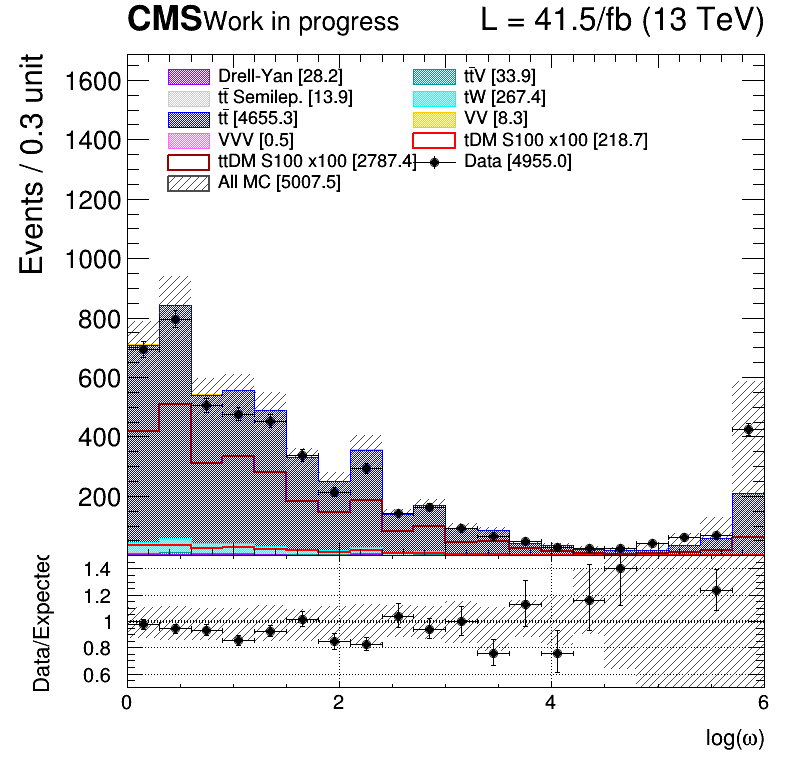 CMS Work in progress L = 41.5/fb (13 TeV)
Events / 0.3 unit
1600
1400
1200
1000
800
600
400
200
Drell-Yan [28.2] tt̄V [33.9]
tt̄ Semilep. [13.9] tW [267.4]
tt̄ [4655.3] VV [8.3]
VVV [0.5] tDM S100 x100 [218.7]
ttDM S100 x100 [2787.4] Data [4955.0]
All MC [5007.5]
Data/Expected
1.4
1.2
1
0.8
0.6
0 2 4 6
log(ω)